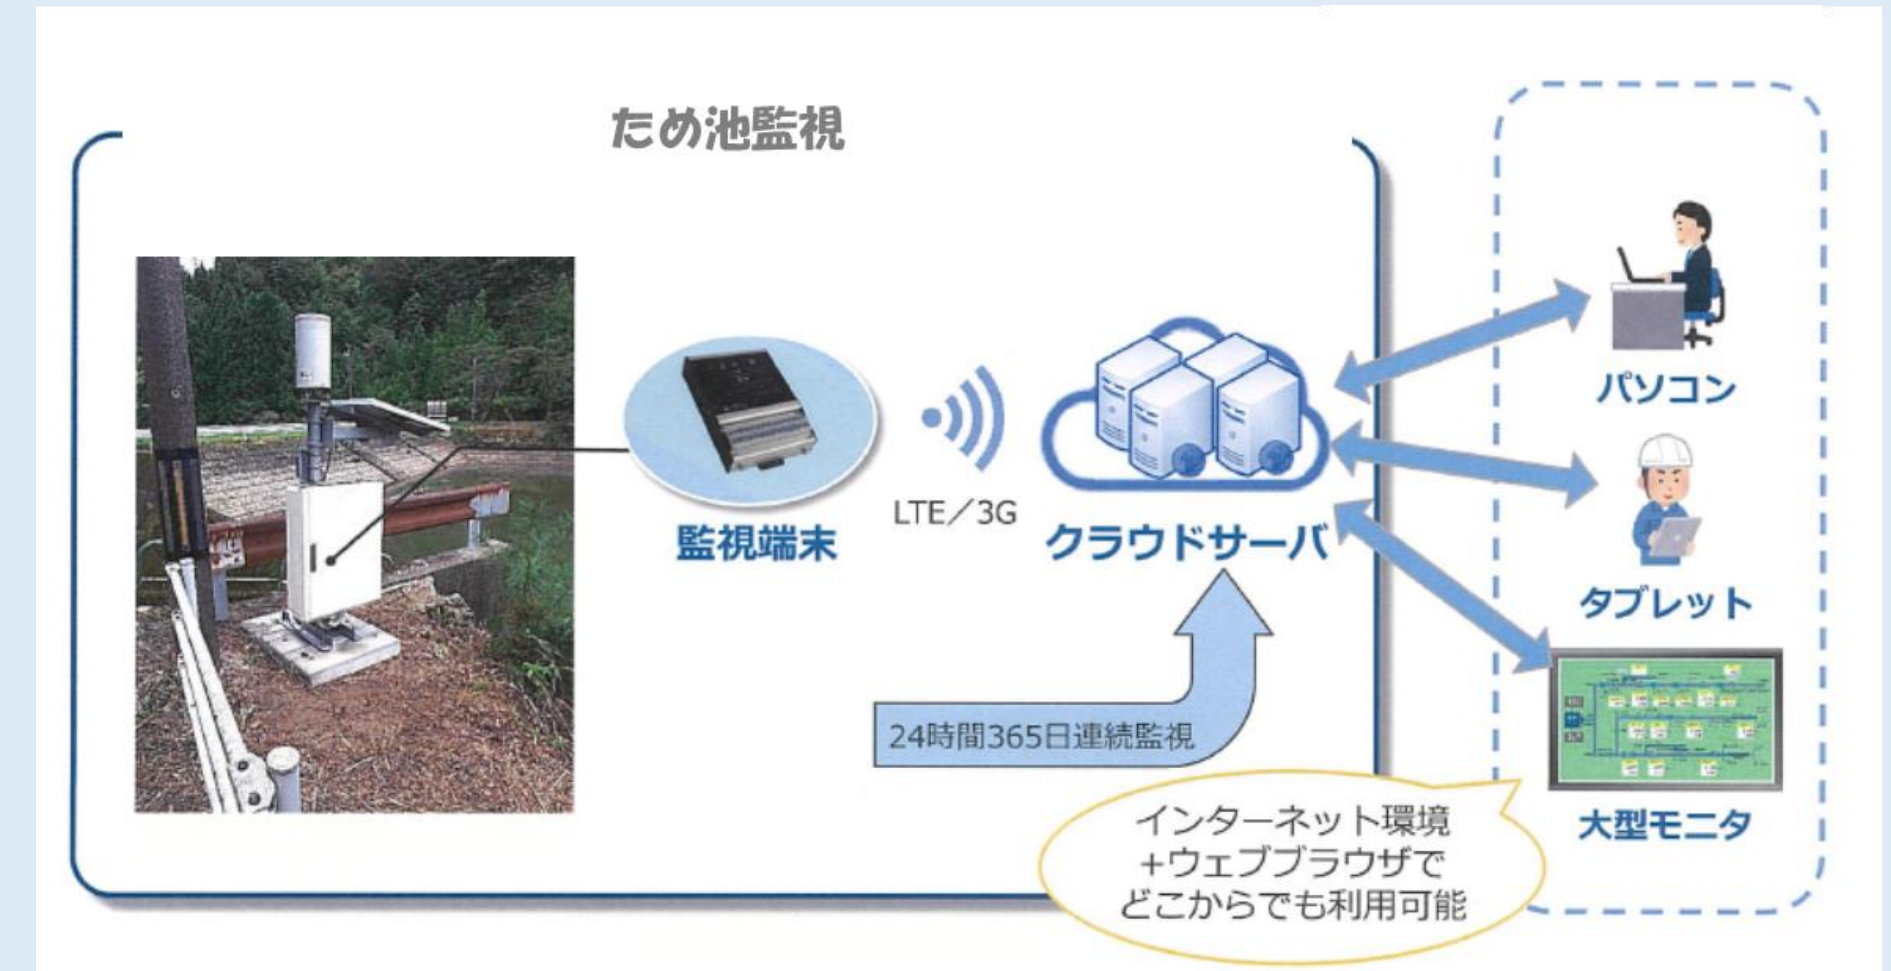 ため池監視
監視端末
LTE／3G
クラウドサーバ
24時間365日連続監視
インターネット環境
+ウェブブラウザで
どこからでも利用可能
パソコン
タブレット
大型モニタ